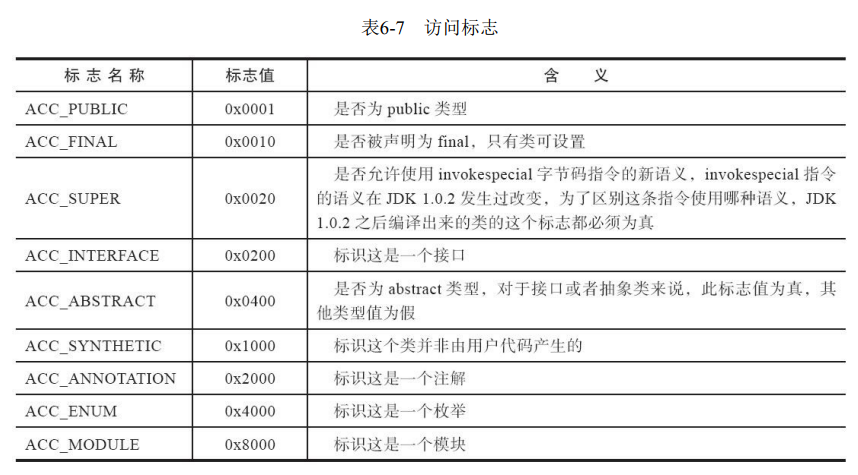 表6-7 访问标志
标志名称 标志值 含 义
ACC_PUBLIC 0x0001 是否为 public 类型
ACC_FINAL 0x0010 是否被声明为 final，只有类可设置
ACC_SUPER 0x0020 是否允许使用 invokespecial 字节码指令的新语义，invokespecial 指令
的语义在 JDK 1.0.2 发生过改变，为了区别这条指令使用哪种语义，JDK
1.0.2 之后编译出来的类的这个标志都必须为真
ACC_INTERFACE 0x0200 标识这是一个接口
ACC_ABSTRACT 0x0400 是否为 abstract 类型，对于接口或者抽象类来说，此标志值为真，其
他类型值为假
ACC_SYNTHETIC 0x1000 标识这个类并非由用户代码产生的
ACC_ANNOTATION 0x2000 标识这是一个注解
ACC_ENUM 0x4000 标识这是一个枚举
ACC_MODULE 0x8000 标识这是一个模块